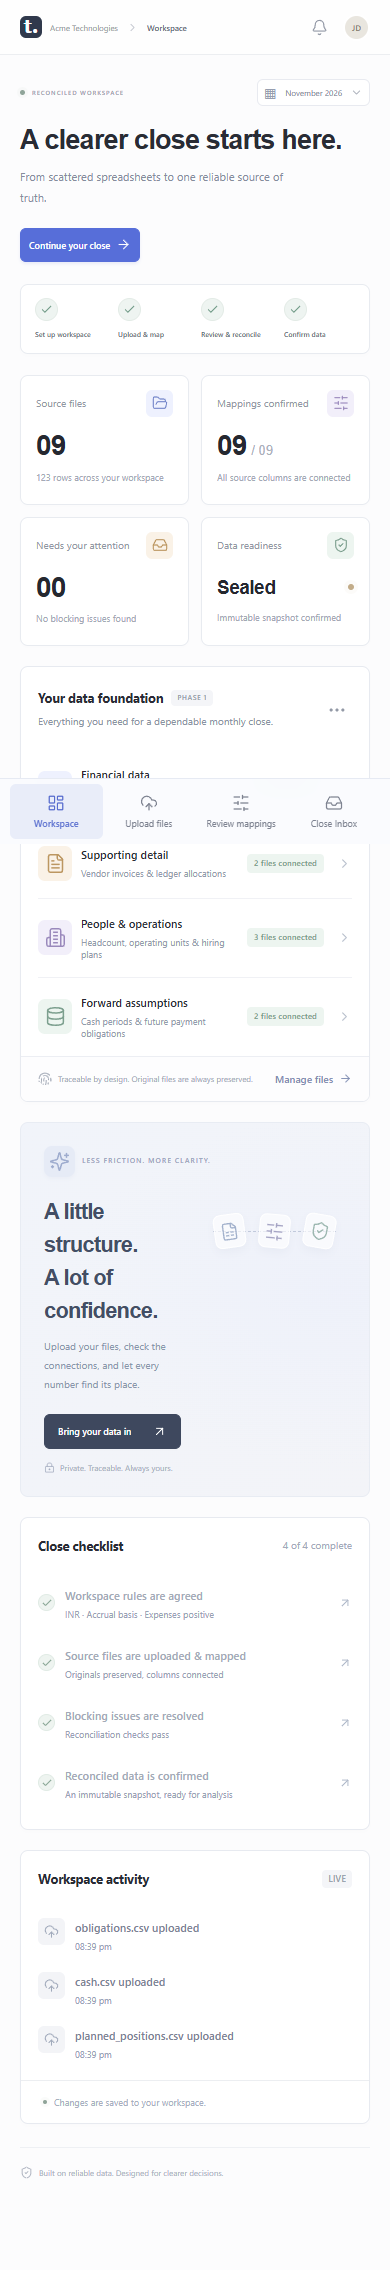 t.
Acme Technologies
Workspace
JD
RECONCILED WORKSPACE
November 2026
A clearer close starts here.
From scattered spreadsheets to one reliable source of
truth.
Continue your close
Set up workspace
Upload & map
Review & reconcile
Confirm data
Source files
09
123 rows across your workspace
Mappings confirmed
09 / 09
All source columns are connected
Needs your attention
00
No blocking issues found
Data readiness
Sealed
Immutable snapshot confirmed
Your data foundation
PHASE 1
Everything you need for a dependable monthly close.
Financial data
Workspace
Upload files
Review mappings
Close Inbox
Supporting detail
Vendor invoices & ledger allocations
2 files connected
People & operations
Headcount, operating units & hiring
plans
3 files connected
Forward assumptions
Cash periods & future payment
obligations
2 files connected
Traceable by design. Original files are always preserved.
Manage files
LESS FRICTION. MORE CLARITY.
A little
structure.
A lot of
confidence.
Upload your files, check the
connections, and let every
number find its place.
Bring your data in
Private. Traceable. Always yours.
Close checklist
4 of 4 complete
Workspace rules are agreed
INR · Accrual basis · Expenses positive
Source files are uploaded & mapped
Originals preserved, columns connected
Blocking issues are resolved
Reconciliation checks pass
Reconciled data is confirmed
An immutable snapshot, ready for analysis
Workspace activity
LIVE
obligations.csv uploaded
08:39 pm
cash.csv uploaded
08:39 pm
planned_positions.csv uploaded
08:39 pm
Changes are saved to your workspace.
Built on reliable data. Designed for clearer decisions.